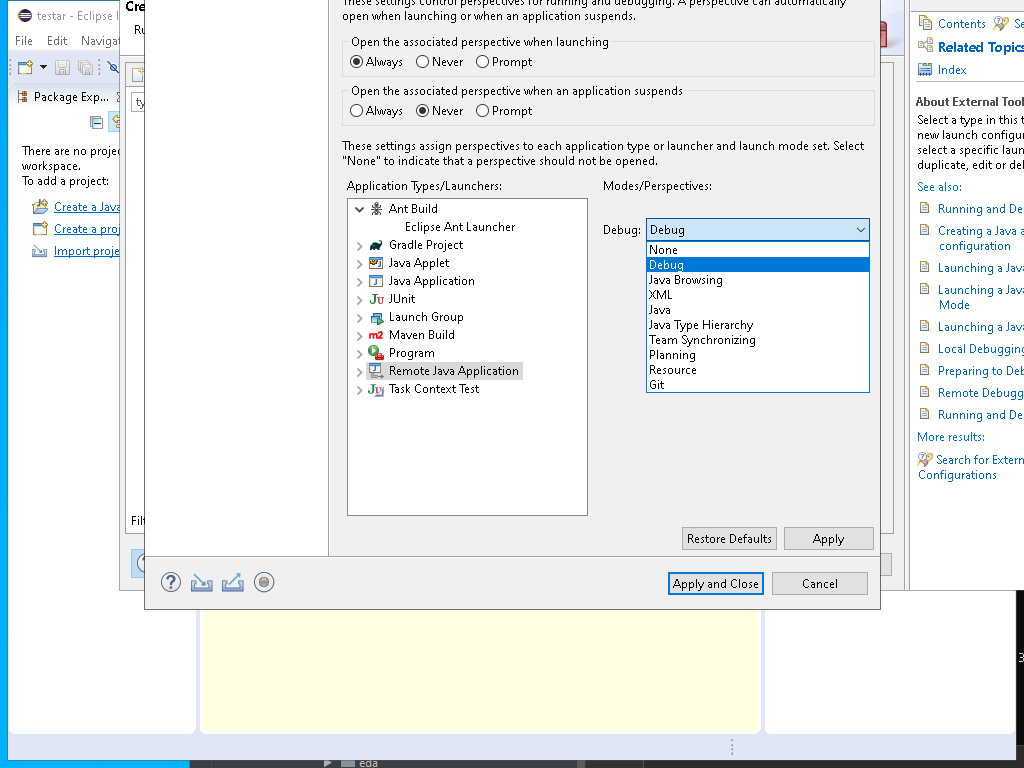 testar - Eclipse I
File Edit Navigat
Package Exp...
There are no proje
workspace.
To add a project:
Create a Java
Create a proj
Import proje
Cre
Ru
ty
Filt
These settings control perspectives for running and debugging. A perspective can automatically
open when launching or when an application suspends.
Open the associated perspective when launching
Always Never Prompt
Open the associated perspective when an application suspends
Always Never Prompt
These settings assign perspectives to each application type or launcher and launch mode set. Select
"None" to indicate that a perspective should not be opened.
Application Types/Launchers:
Ant Build
Eclipse Ant Launcher
Gradle Project
Java Applet
Java Application
JUnit
Launch Group
Maven Build
Program
Remote Java Application
Task Context Test
Modes/Perspectives:
Debug: Debug
None
Debug
Java Browsing
XML
Java
Java Type Hierarchy
Team Synchronizing
Planning
Resource
Git
Restore Defaults Apply
Apply and Close Cancel
Contents Se
Related Topics
Index
About External Tool
Select a type in this t
new launch configur
select a specific laun
duplicate, edit or del
See also:
Running and De
Creating a Java a
configuration
Launching a Java
Launching a Java
Mode
Launching a Java
Local Debugging
Preparing to Deb
Remote Debugg
Running and De
More results:
Search for Extern
Configurations
3
eda